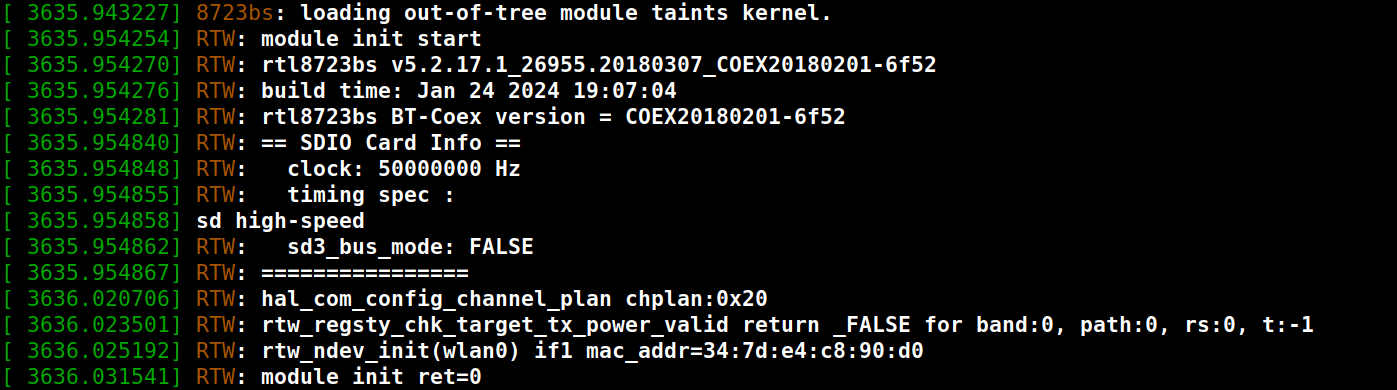 [ 3635.943227] 8723bs: loading out-of-tree module taints kernel.
[ 3635.954254] RTW: module init start
[ 3635.954270] RTW: rtl8723bs v5.2.17.1_26955.20180307_COEX20180201-6f52
[ 3635.954276] RTW: build time: Jan 24 2024 19:07:04
[ 3635.954281] RTW: rtl8723bs BT-Coex version = COEX20180201-6f52
[ 3635.954840] RTW: == SDIO Card Info ==
[ 3635.954848] RTW:   clock: 50000000 Hz
[ 3635.954855] RTW:   timing spec :
[ 3635.954858] sd high-speed
[ 3635.954862] RTW:   sd3_bus_mode: FALSE
[ 3635.954867] RTW: ================
[ 3636.020706] RTW: hal_com_config_channel_plan chplan:0x20
[ 3636.023501] RTW: rtw_regsty_chk_target_tx_power_valid return _FALSE for band:0, path:0, rs:0, t:-1
[ 3636.025192] RTW: rtw_ndev_init(wlan0) if1 mac_addr=34:7d:e4:c8:90:d0
[ 3636.031541] RTW: module init ret=0